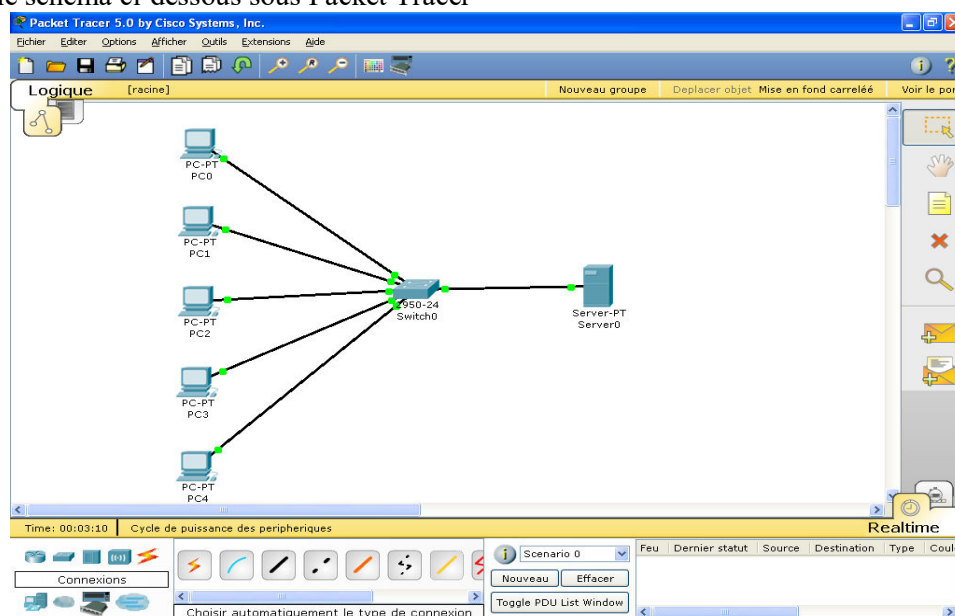 le schéma ci-dessous sous Packet Tracer
Packet Tracer 5.0 by Cisco Systems, Inc.
Fichier Editer Options Afficher Outils Extensions Aide
Logique [racine] Nouveau groupe Deplacer objet Mise en fond carreléé Voir le por
PC-PT
PC0
PC-PT
PC1
PC-PT
PC2
2950-24
Switch0
Server-PT
Server0
PC-PT
PC3
PC-PT
PC4
Time: 00:03:10 Cycle de puissance des peripheriques Realtime
Connexions
Choisir automatiquement le type de connexion
Scenario 0
Nouveau Effacer
Toggle PDU List Window
Feu Dernier statut Source Destination Type Coul